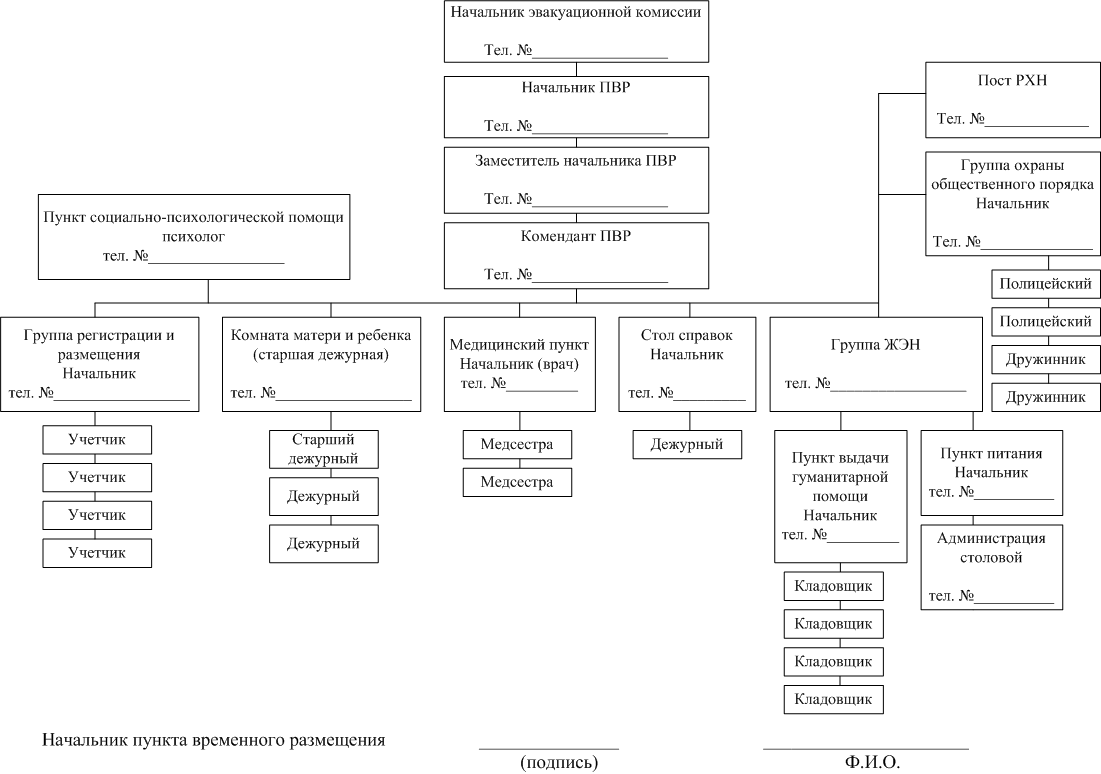 Начальник эвакуационной комиссии
Тел. №_________________
Начальник ПВР
Тел. №_________________
Заместитель начальника ПВР
Тел. №_________________
Комендант ПВР
Тел. №_________________
Пост РХН
Тел. №_____________
Группа охраны
общественного порядка
Начальник
Тел. №______________
Полицейский
Полицейский
Дружинник
Дружинник
Пункт социально-психологической помощи
психолог
тел. №_________________
Группа регистрации и
размещения
Начальник
тел. №_________________
Учетчик
Учетчик
Учетчик
Учетчик
Комната матери и ребенка
(старшая дежурная)
тел. №_________________
Старший
дежурный
Дежурный
Дежурный
Медицинский пункт
Начальник (врач)
тел. №_________
Медсестра
Медсестра
Стол справок
Начальник
тел. №_________
Дежурный
Группа ЖЭН
тел. №_________________
Пункт выдачи
гуманитарной
помощи
Начальник
тел. №_________
Кладовщик
Кладовщик
Кладовщик
Кладовщик
Пункт питания
Начальник
тел. №__________
Администрация
столовой
тел. №__________
Начальник пункта временного размещения _______________ ______________________
(подпись) Ф.И.О.